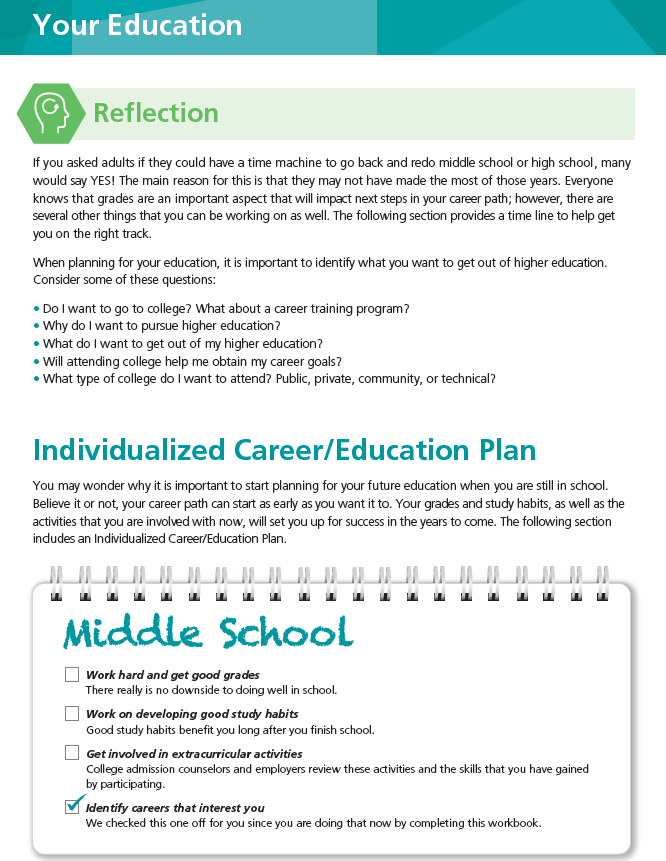 Your Education
Reflection
If you asked adults if they could have a time machine to go back and redo middle school or high school, many
would say YES! The main reason for this is that they may not have made the most of those years. Everyone
knows that grades are an important aspect that will impact next steps in your career path; however, there are
several other things that you can be working on as well. The following section provides a time line to help get
you on the right track.
When planning for your education, it is important to identify what you want to get out of higher education.
Consider some of these questions:
• Do I want to go to college? What about a career training program?
• Why do I want to pursue higher education?
• What do I want to get out of my higher education?
• Will attending college help me obtain my career goals?
• What type of college do I want to attend? Public, private, community, or technical?
Individualized Career/Education Plan
You may wonder why it is important to start planning for your future education when you are still in school.
Believe it or not, your career path can start as early as you want it to. Your grades and study habits, as well as the
activities that you are involved with now, will set you up for success in the years to come. The following section
includes an Individualized Career/Education Plan.
Middle School
Work hard and get good grades
There really is no downside to doing well in school.
Work on developing good study habits
Good study habits benefit you long after you finish school.
Get involved in extracurricular activities
College admission counselors and employers review these activities and the skills that you have gained
by participating.
Identify careers that interest you
We checked this one off for you since you are doing that now by completing this workbook.